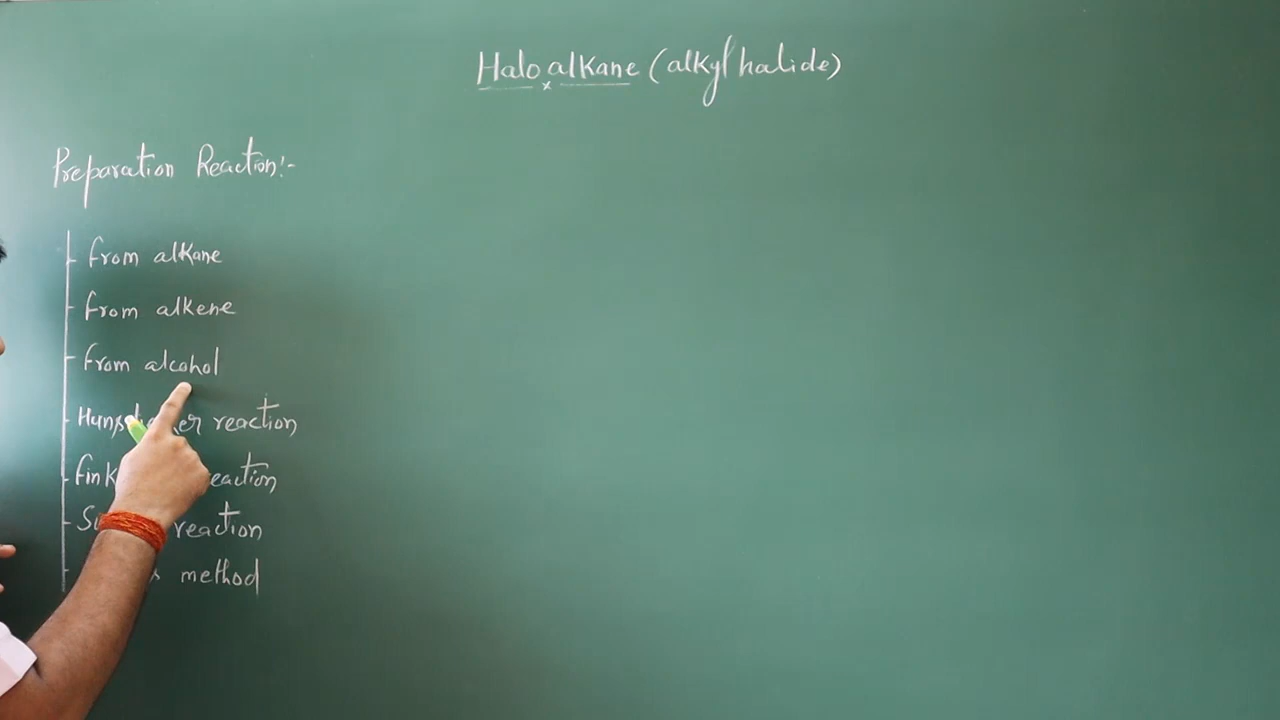 Halo alkane (alkyl halide)
Preparation Reaction:-
from alkane
from alkene
from alcohol
reaction
reaction
reaction
method